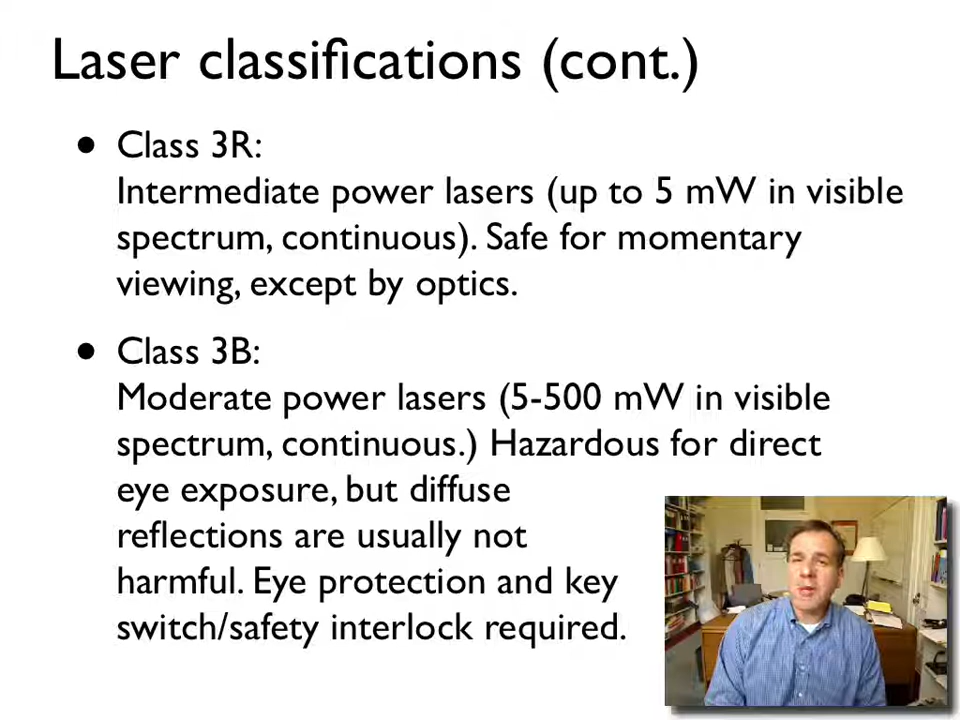 Laser classifications (cont.)
• Class 3R:
Intermediate power lasers (up to 5 mW in visible
spectrum, continuous). Safe for momentary
viewing, except by optics.
• Class 3B:
Moderate power lasers (5-500 mW in visible
spectrum, continuous.) Hazardous for direct
eye exposure, but diffuse
reflections are usually not
harmful. Eye protection and key
switch/safety interlock required.